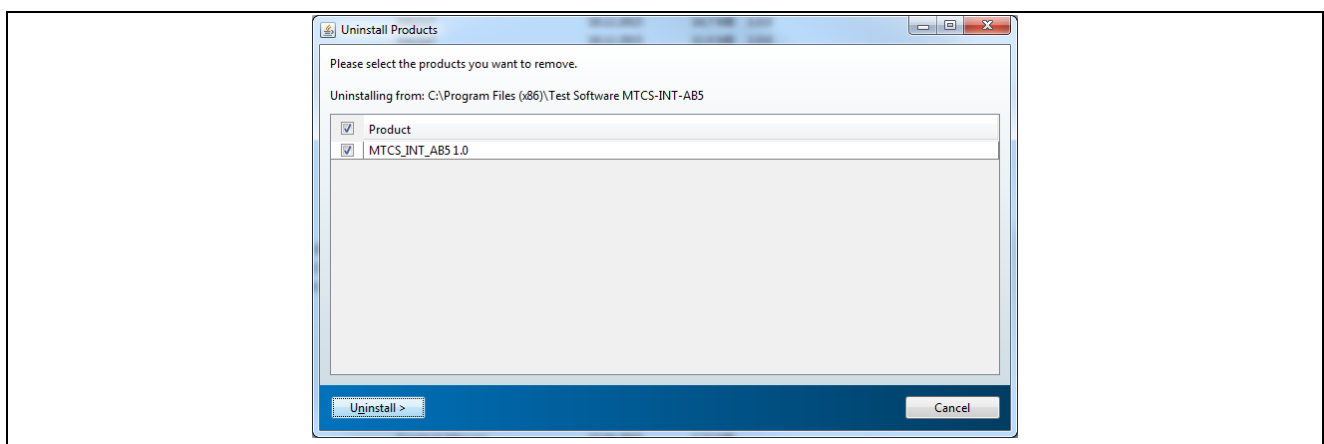 Uninstall Products
Please select the products you want to remove.
Uninstalling from: C:\Program Files (x86)\Test Software MTCS-INT-AB5
Product
MTCS_INT_AB5 1.0
Uninstall >
Cancel